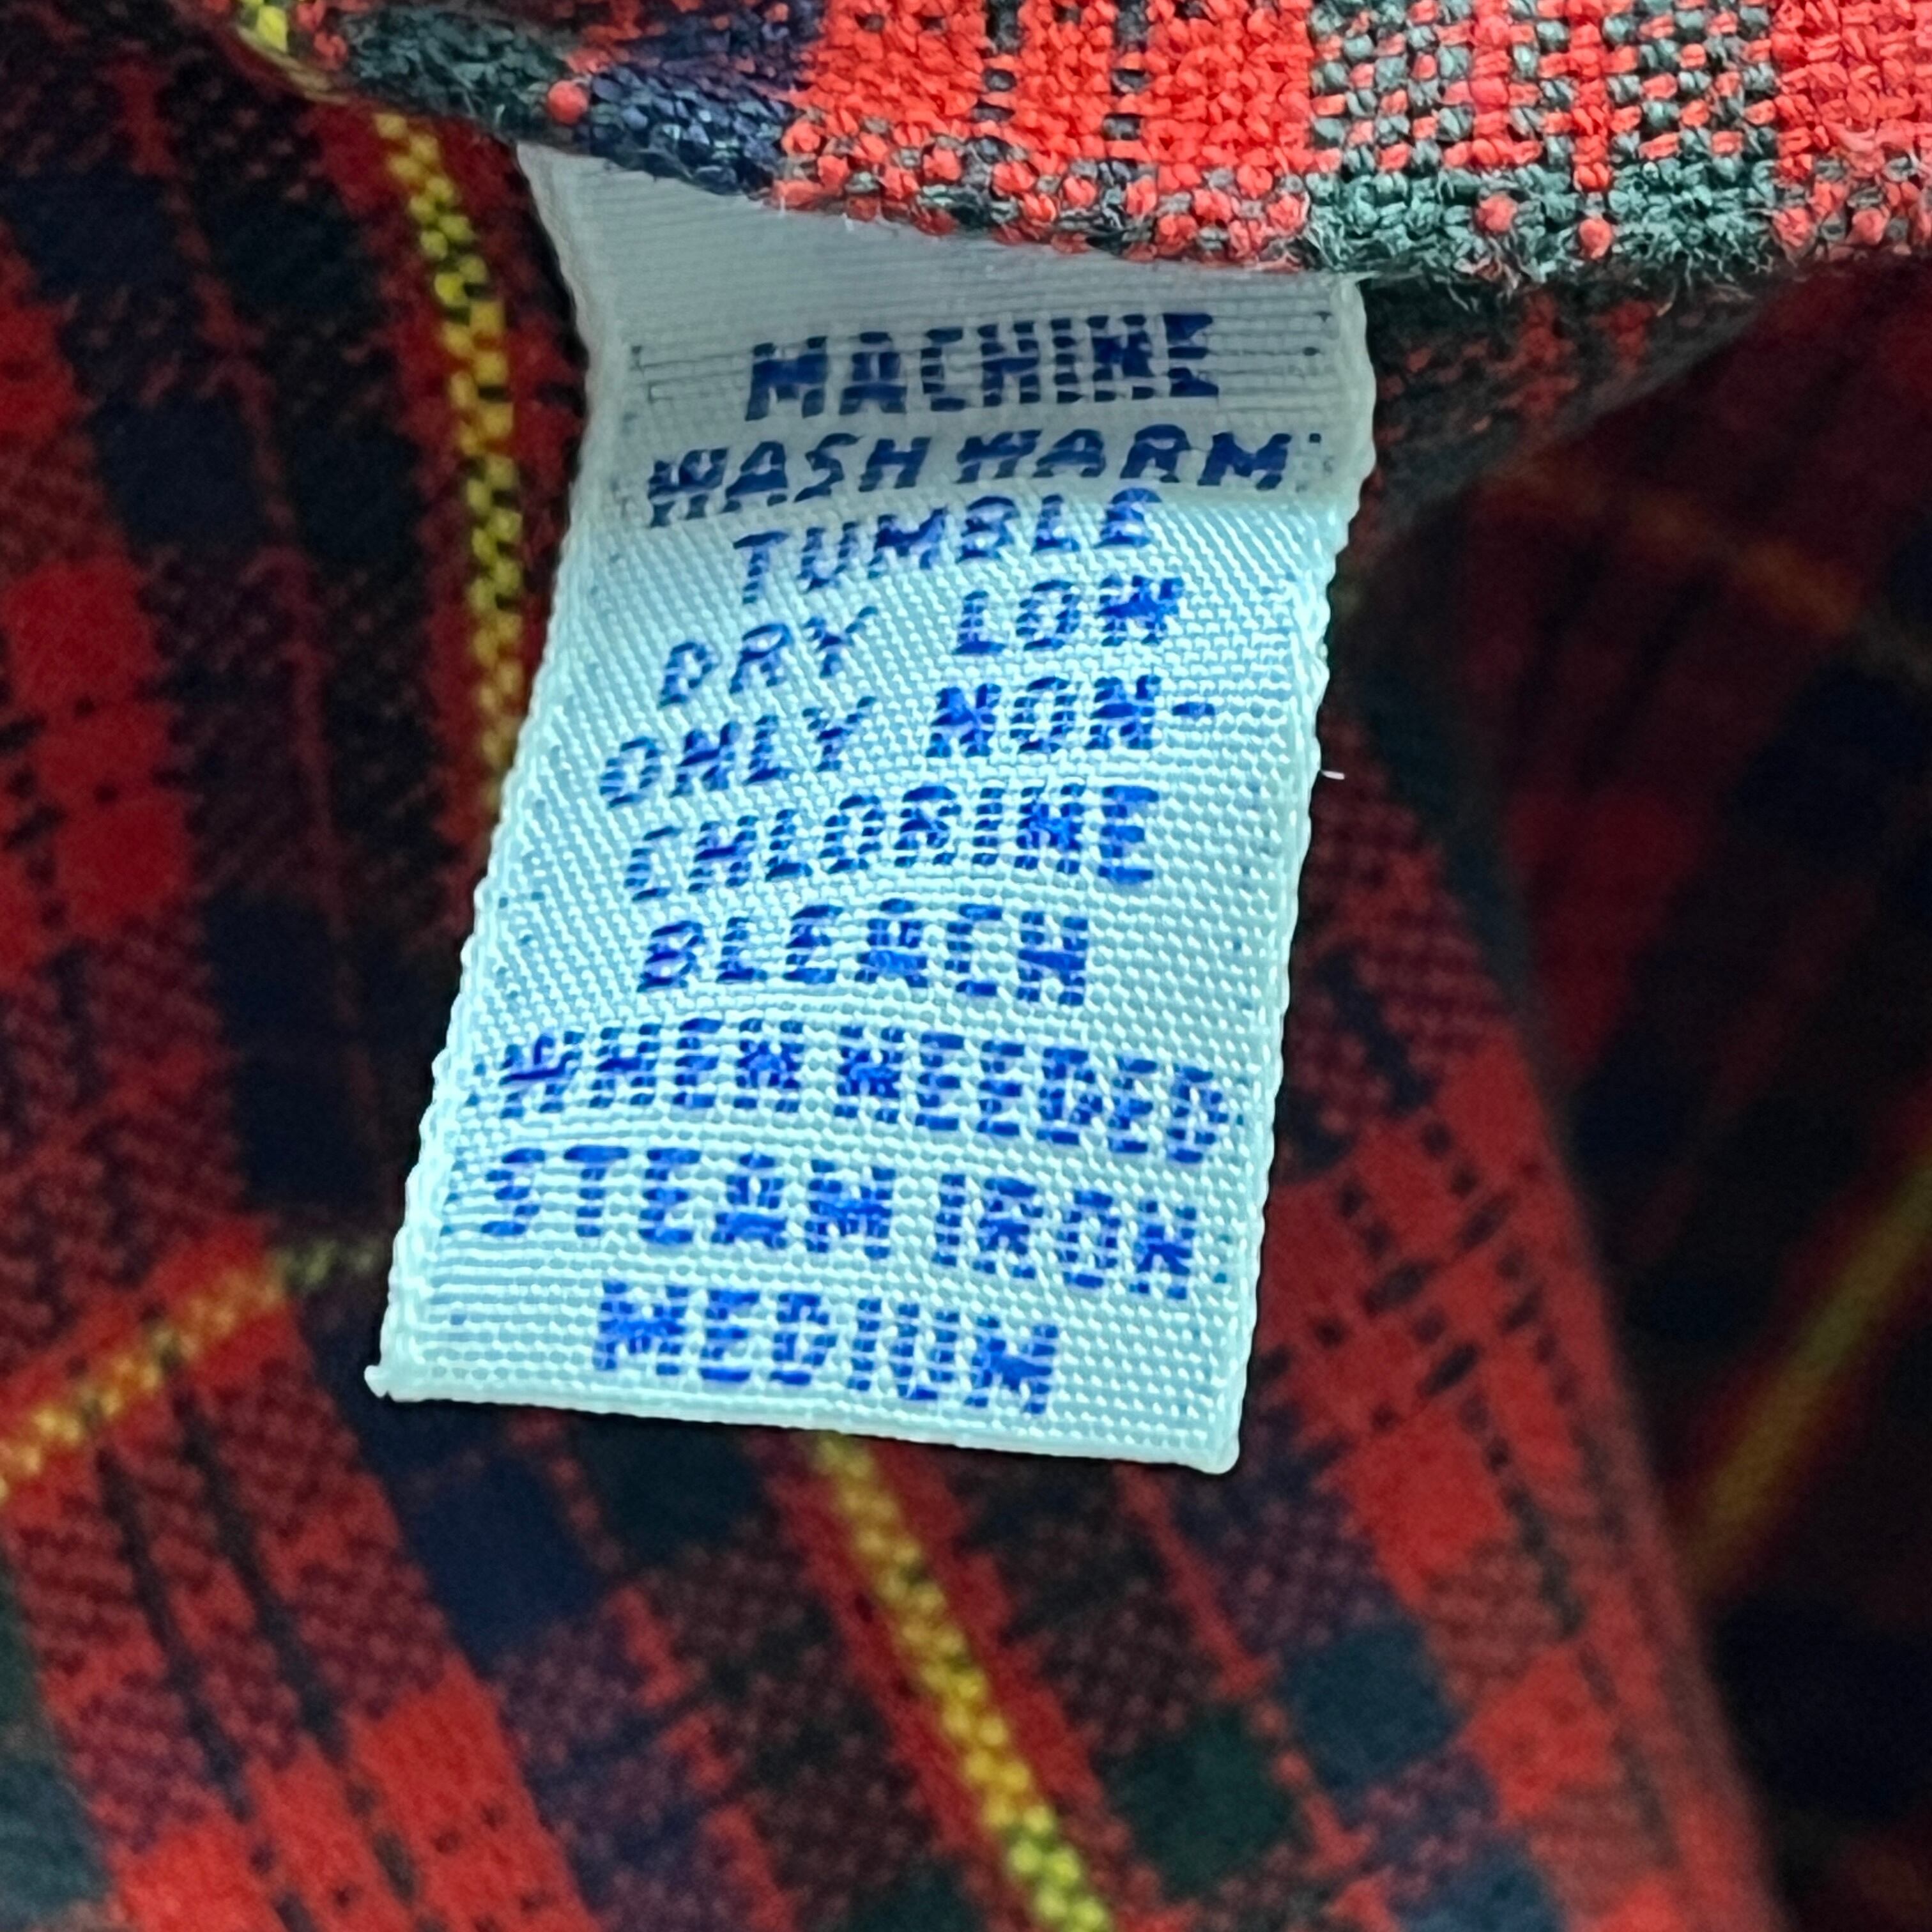 MACHINE
WASH WARM
TUMBLE
DRY LOW
ONLY NON-
CHLORINE
BLEACH
WHEN NEEDED
STEAM IRON
MEDIUM